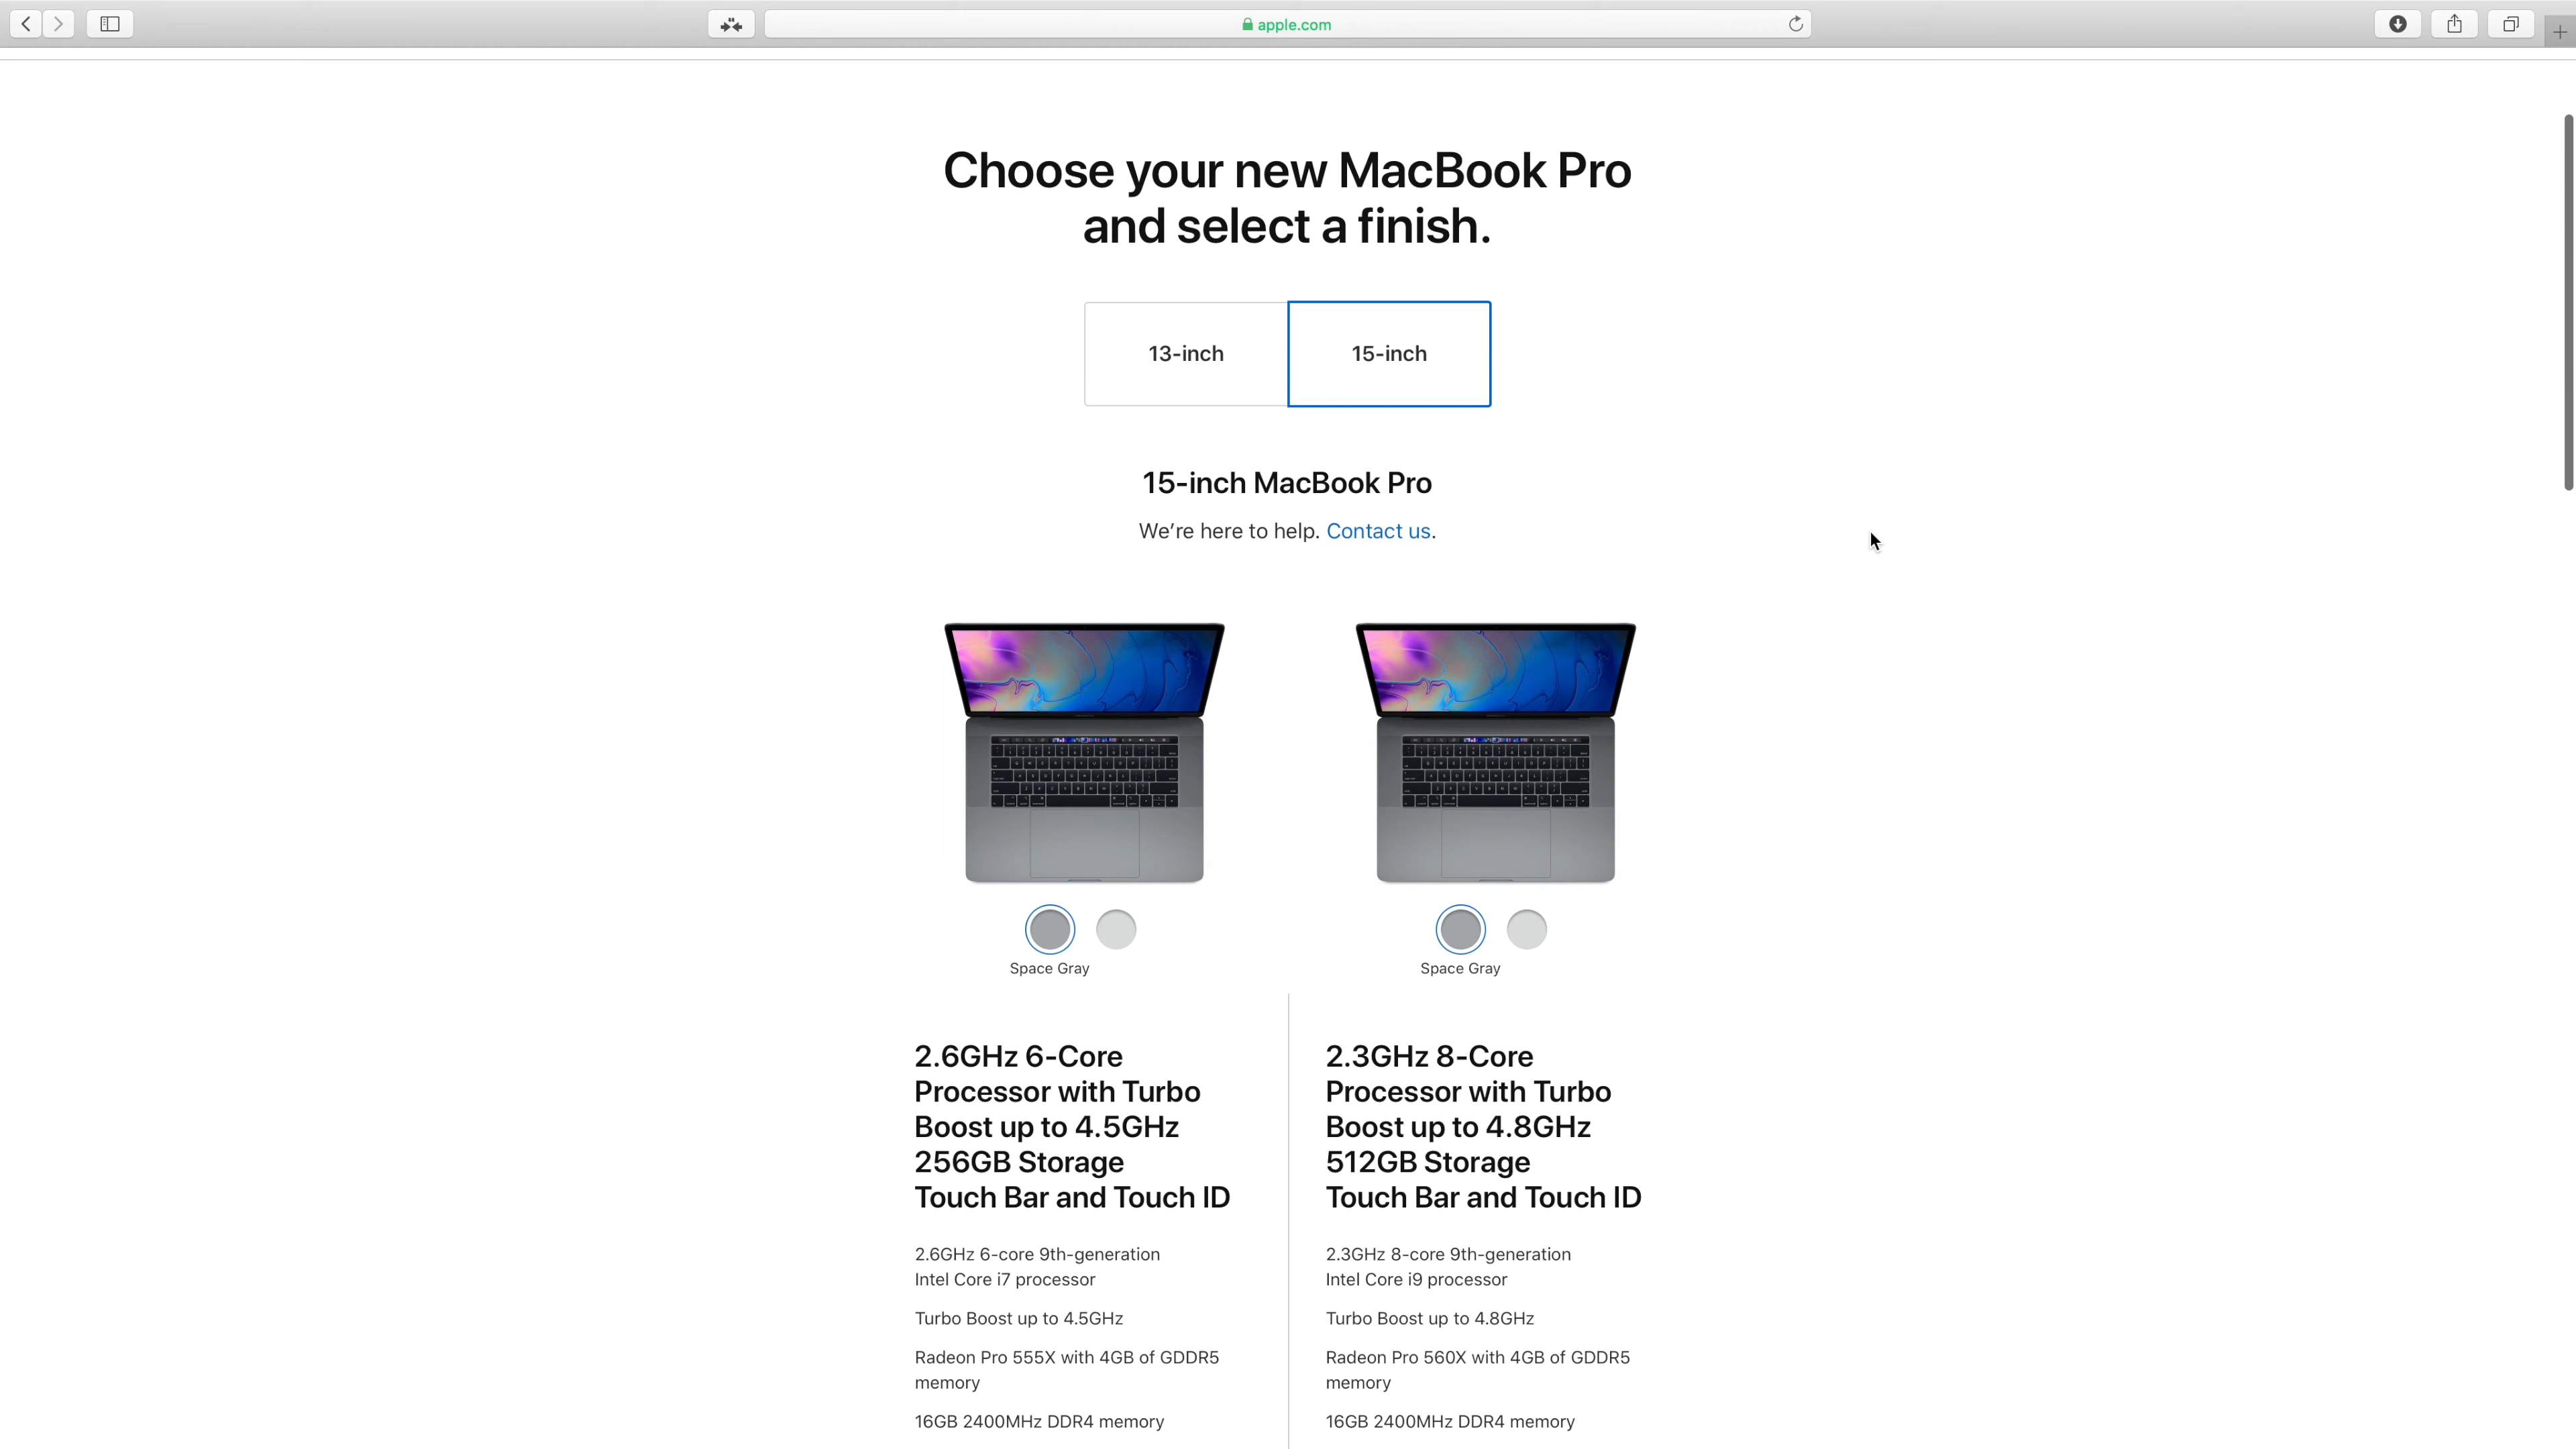 apple.com
Choose your new MacBook Pro
and select a finish.
13-inch
15-inch
15-inch MacBook Pro
We’re here to help. Contact us.
Space Gray
Space Gray
2.6GHz 6-Core
Processor with Turbo
Boost up to 4.5GHz
256GB Storage
Touch Bar and Touch ID
2.6GHz 6-core 9th-generation
Intel Core i7 processor
Turbo Boost up to 4.5GHz
Radeon Pro 555X with 4GB of GDDR5
memory
16GB 2400MHz DDR4 memory
2.3GHz 8-Core
Processor with Turbo
Boost up to 4.8GHz
512GB Storage
Touch Bar and Touch ID
2.3GHz 8-core 9th-generation
Intel Core i9 processor
Turbo Boost up to 4.8GHz
Radeon Pro 560X with 4GB of GDDR5
memory
16GB 2400MHz DDR4 memory